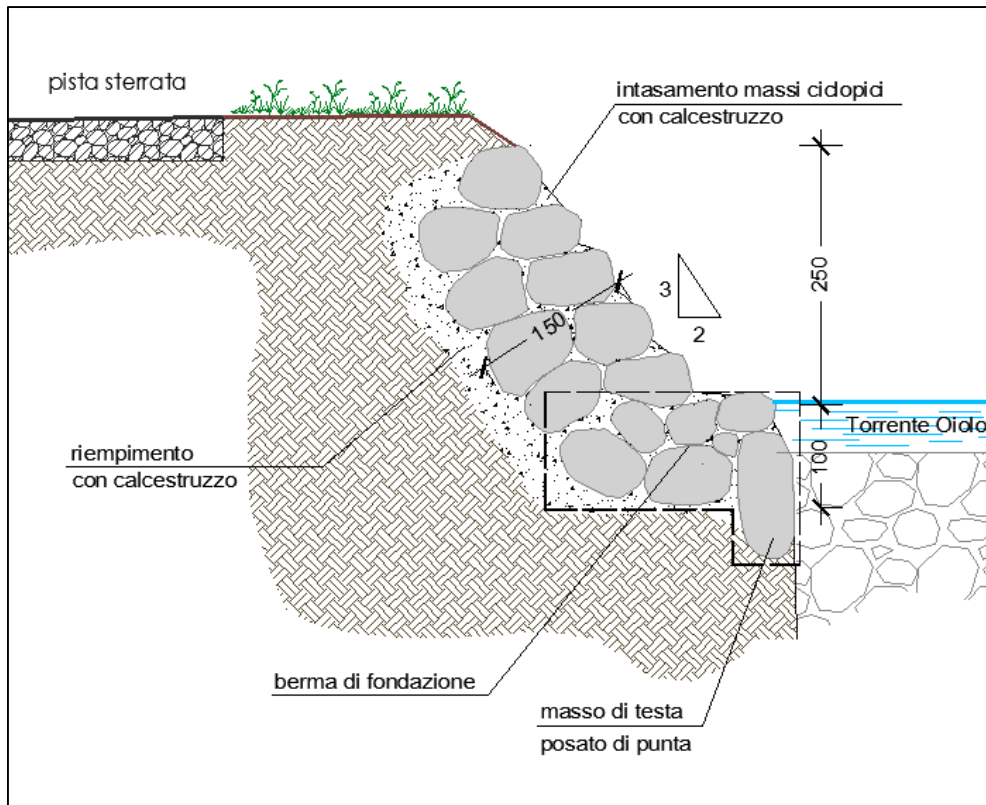 pista sterrata
intasamento massi ciclopici
con calcestruzzo
250
3
2
150
Torrente Oiolo
100
riempimento
con calcestruzzo
berma di fondazione
masso di testa
posato di punta